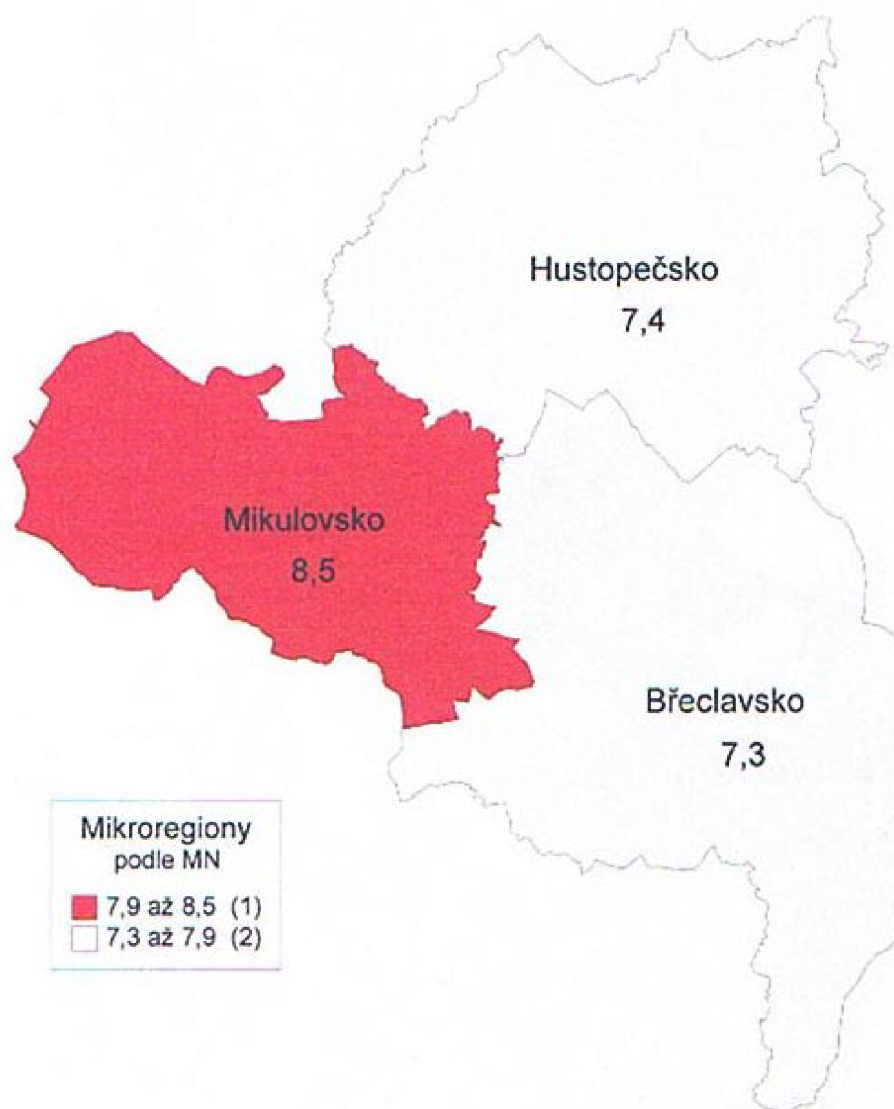 Hustopečsko
7,4
Mikulovsko
8,5
Břeclavsko
7,3
Mikroregiony
podle MN
7,9 až 8,5 (1)
7,3 až 7,9 (2)